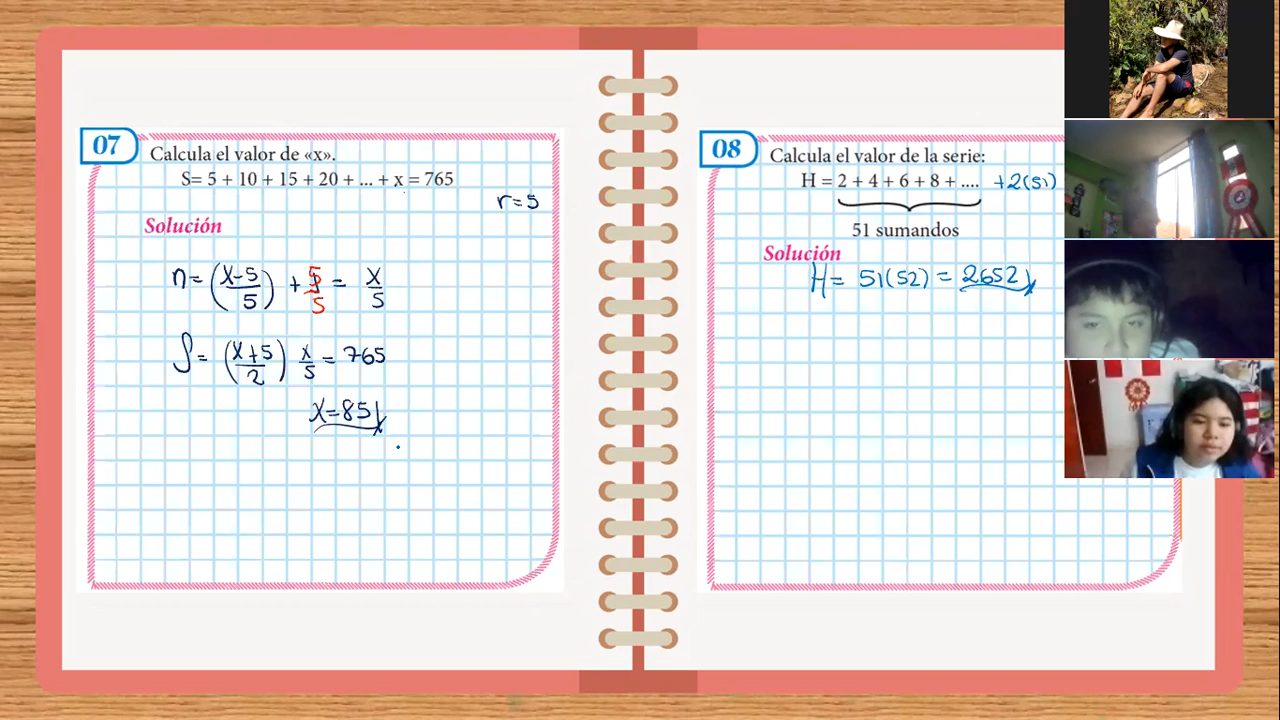 07
Calcula el valor de «x».
S= 5 + 10 + 15 + 20 + ... + x = 765
r = 5
Solución
n = (x-5/5) + 5/5 = x/5
S = (x+5/2) x/5 = 765
x = 85
08
Calcula el valor de la serie:
H = 2 + 4 + 6 + 8 + .... +2(51)
51 sumandos
Solución
H = 51(52) = 2652